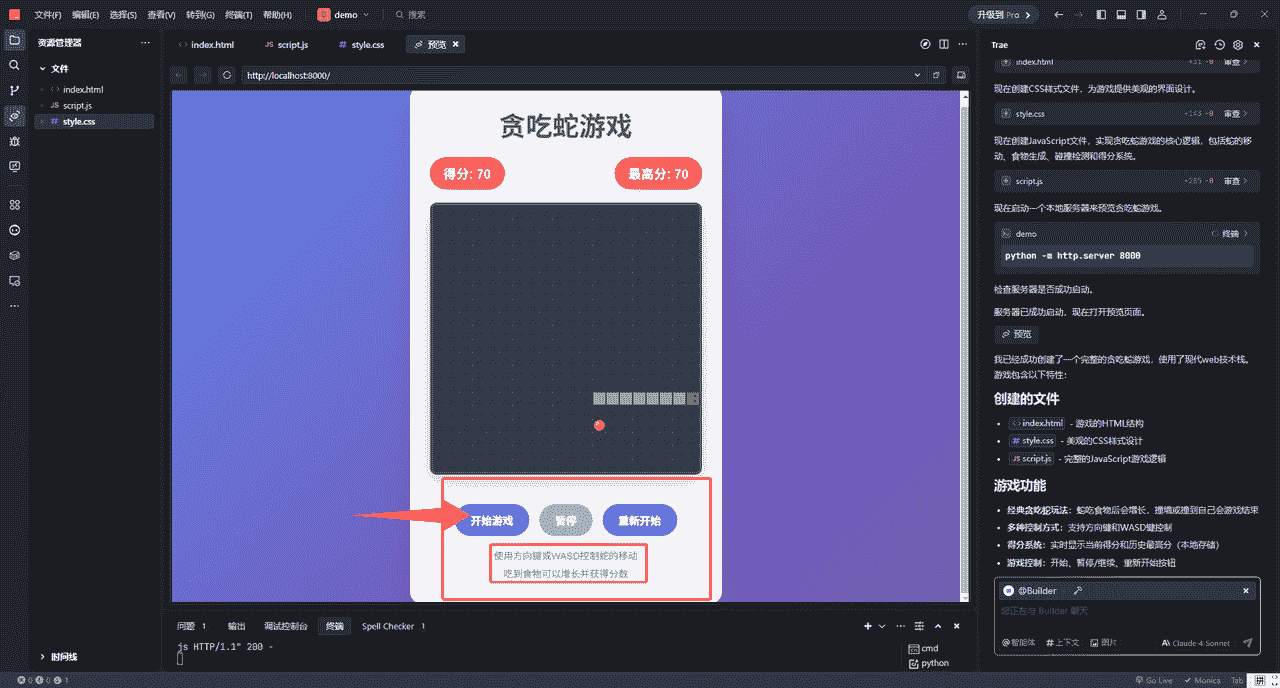 文件(F) 编辑(E) 选择(S) 查看(V) 转到(G) 终端(T) 帮助(H) demo 搜索 升级到 Pro
资源管理器
文件
index.html
script.js
style.css
时间线
index.html script.js style.css 预览
http://localhost:8000/
贪吃蛇游戏
得分: 70 最高分: 70
开始游戏 暂停 重新开始
使用方向键或WASD控制蛇的移动
吃到食物可以增长并获得分数
问题 1 输出 调试控制台 终端 Spell Checker 1
js HTTP/1.1" 200 -
cmd
python
Trae
index.html +31 -0 审查
现在创建CSS样式文件，为游戏提供美观的界面设计。
style.css +143 -0 审查
现在创建JavaScript文件，实现贪吃蛇游戏的核心逻辑，包括蛇的移
动、食物生成、碰撞检测和得分系统。
script.js +285 -0 审查
现在启动一个本地服务器来预览贪吃蛇游戏。
demo 终端
python -m http.server 8000
检查服务器是否成功启动。
服务器已成功启动，现在打开预览页面。
预览
我已经成功创建了一个完整的贪吃蛇游戏，使用了现代web技术栈。
游戏包含以下特性：
创建的文件
index.html - 游戏的HTML结构
style.css - 美观的CSS样式设计
script.js - 完整的JavaScript游戏逻辑
游戏功能
经典贪吃蛇玩法：蛇吃食物后会增长，撞墙或撞到自己会游戏结束
多种控制方式：支持方向键和WASD键控制
得分系统：实时显示当前得分和历史最高分（本地存储）
游戏控制：开始、暂停/继续、重新开始按钮
@Builder
您正在与 Builder 聊天
@智能体 #上下文 图片 Claude-4-Sonnet
0 0 1 Go Live Monica Tab 拼